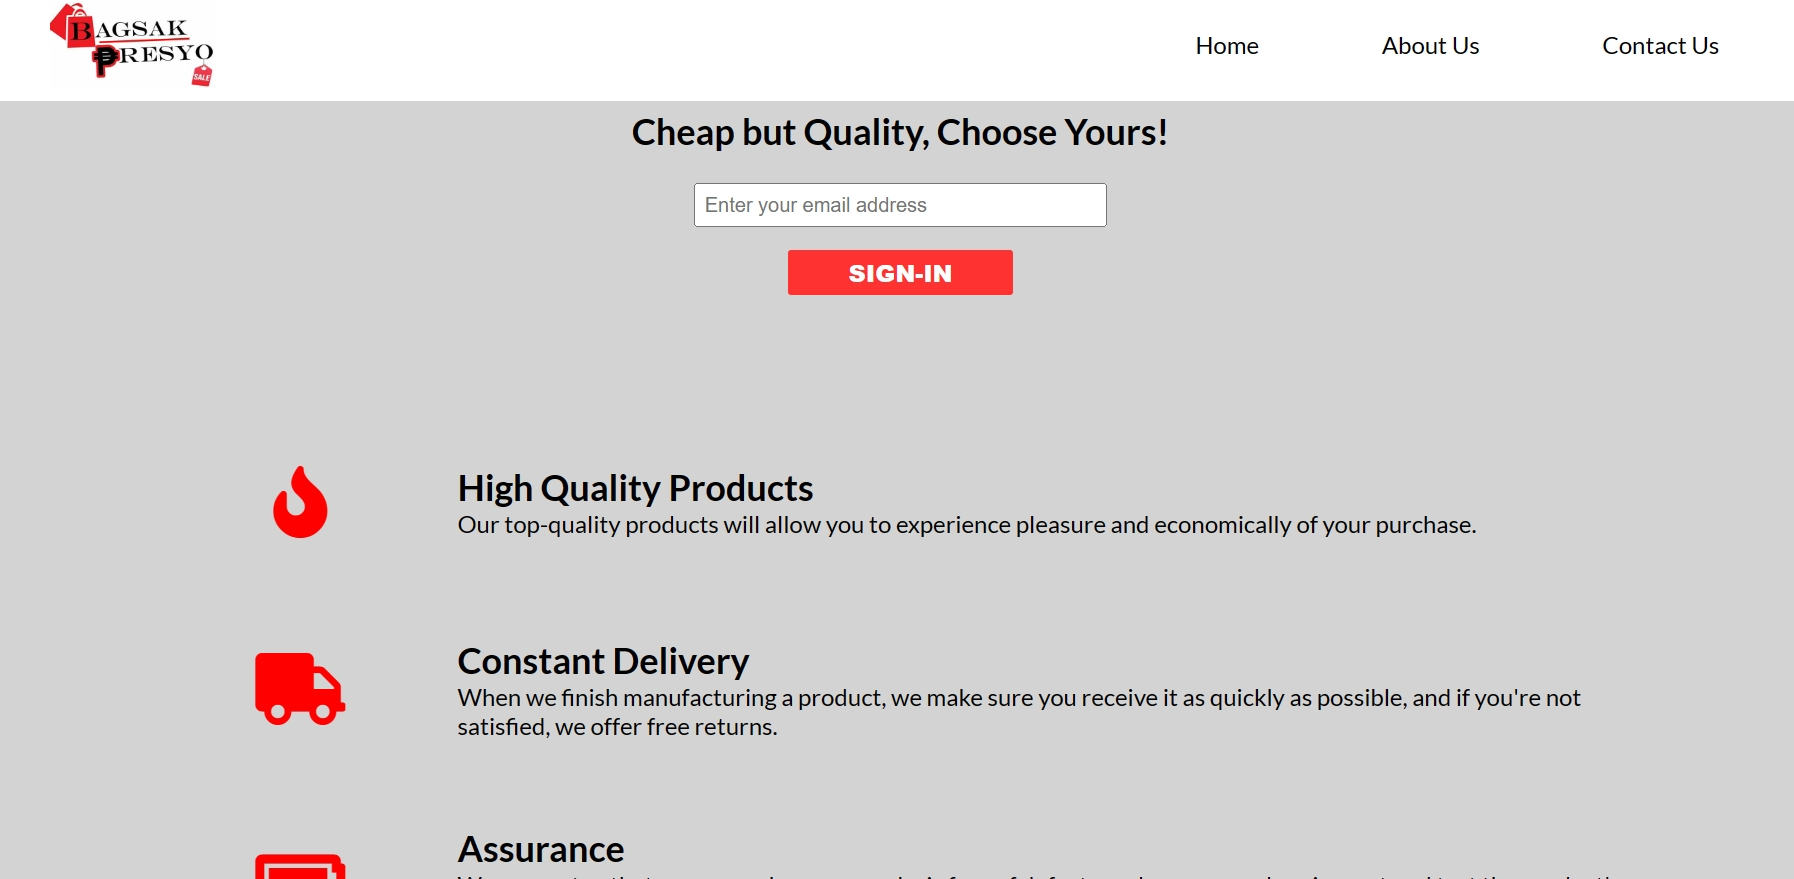 BAGSAK
₱RESYO
SALE
Home
About Us
Contact Us
Cheap but Quality, Choose Yours!
Enter your email address
SIGN-IN
High Quality Products
Our top-quality products will allow you to experience pleasure and economically of your purchase.
Constant Delivery
When we finish manufacturing a product, we make sure you receive it as quickly as possible, and if you're not
satisfied, we offer free returns.
Assurance